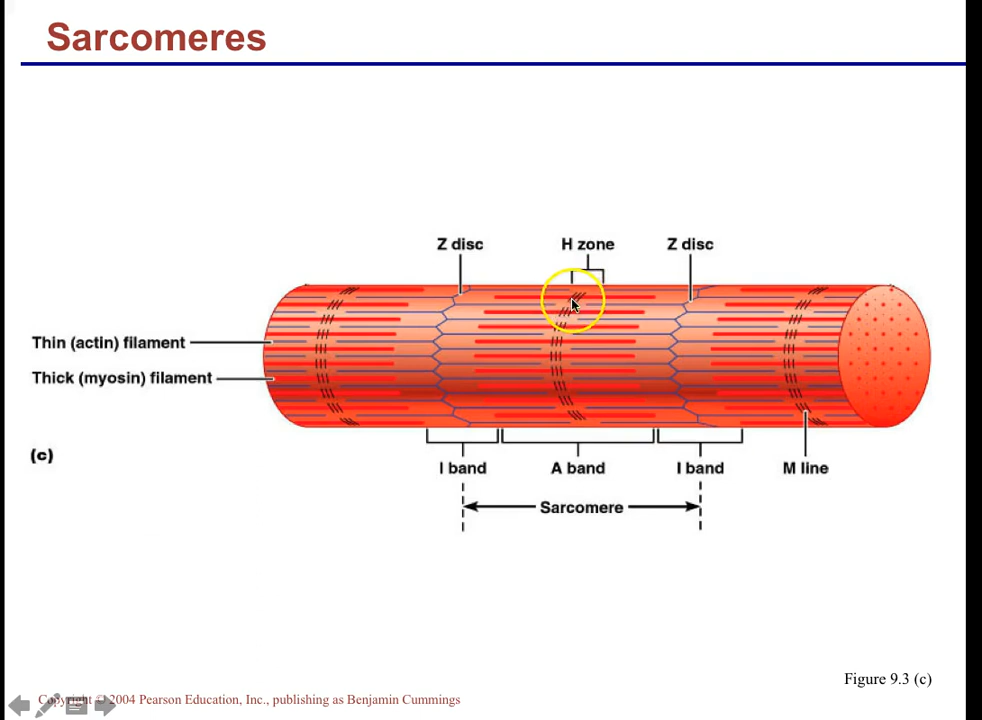 Sarcomeres
Z disc H zone Z disc
Thin (actin) filament
Thick (myosin) filament
(c)
I band A band I band M line
Sarcomere
Figure 9.3 (c)
Copyright © 2004 Pearson Education, Inc., publishing as Benjamin Cummings